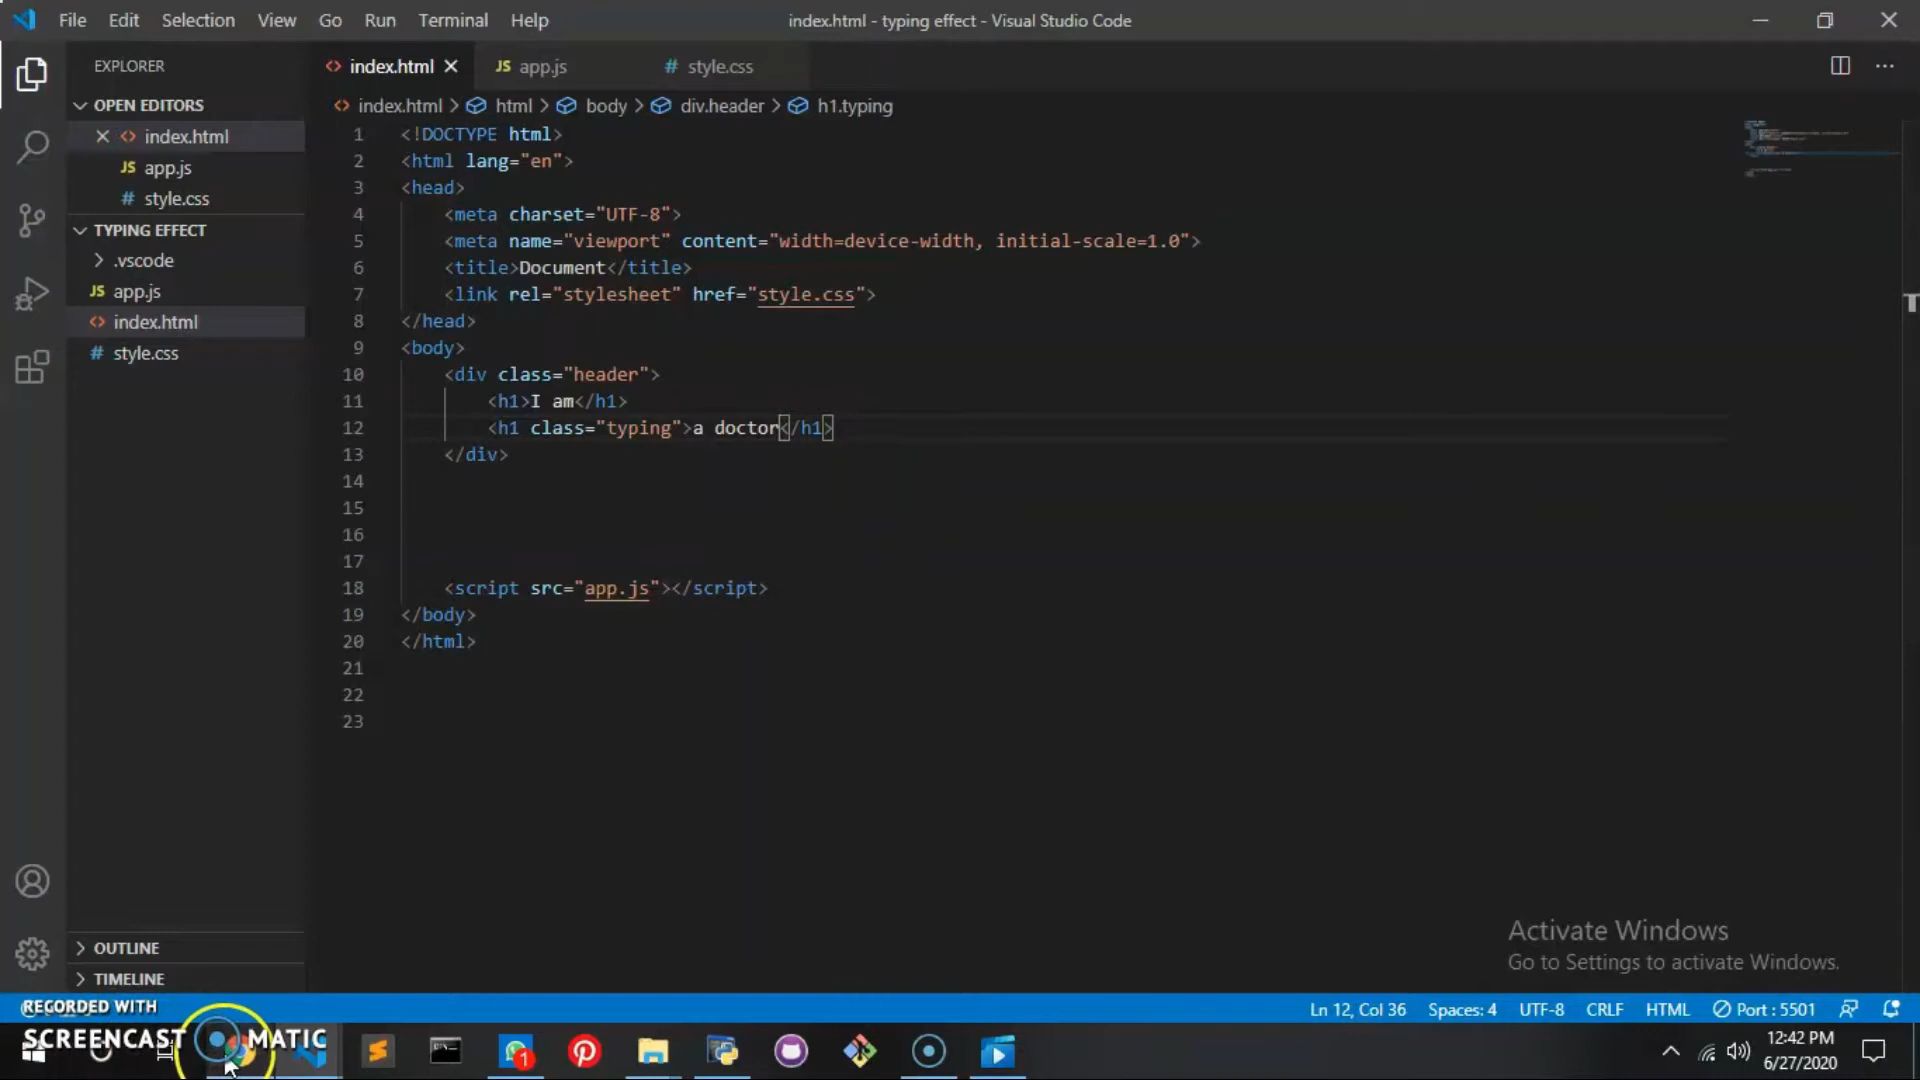 File Edit Selection View Go Run Terminal Help
index.html - typing effect - Visual Studio Code
EXPLORER
OPEN EDITORS
index.html
JS app.js
# style.css
TYPING EFFECT
.vscode
JS app.js
index.html
# style.css
OUTLINE
TIMELINE
index.html
JS app.js
# style.css
index.html > html > body > div.header > h1.typing
1 <!DOCTYPE html>
2 <html lang="en">
3 <head>
4 <meta charset="UTF-8">
5 <meta name="viewport" content="width=device-width, initial-scale=1.0">
6 <title>Document</title>
7 <link rel="stylesheet" href="style.css">
8 </head>
9 <body>
10 <div class="header">
11 <h1>I am</h1>
12 <h1 class="typing">a doctor</h1>
13 </div>
14
15
16
17
18 <script src="app.js"></script>
19 </body>
20 </html>
21
22
23
Activate Windows
Go to Settings to activate Windows.
Ln 12, Col 36 Spaces: 4 UTF-8 CRLF HTML Port : 5501
RECORDED WITH
SCREENCAST MATIC
1
12:42 PM
6/27/2020